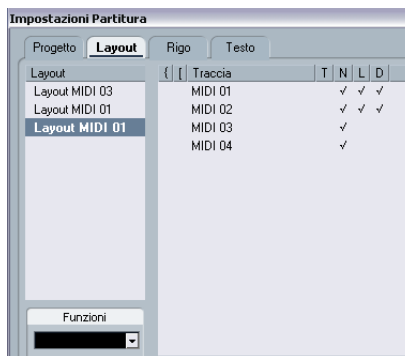 Impostazioni Partitura
Progetto Layout Rigo Testo
Layout { [ Traccia T N L D
Layout MIDI 03 MIDI 01 √ √ √
Layout MIDI 01 MIDI 02 √ √ √
Layout MIDI 01 MIDI 03 √
MIDI 04 √
Funzioni